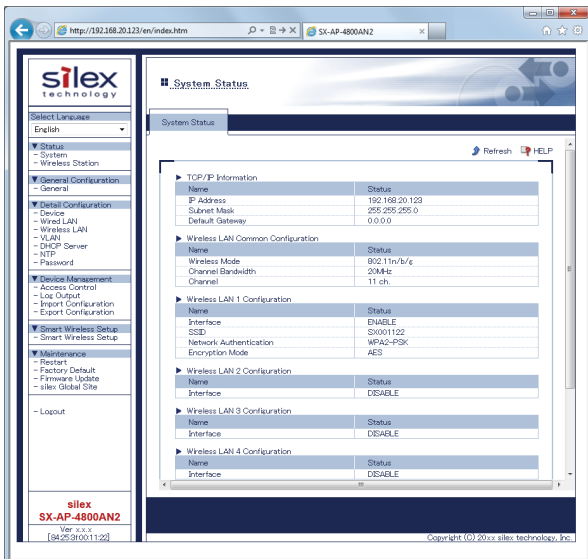 http://192.168.20.123/en/index.htm
SX-AP-4800AN2
silex
technology
Select Language
English
▼ Status
- System
- Wireless Station
▼ General Configuration
- General
▼ Detail Configuration
- Device
- Wired LAN
- Wireless LAN
- VLAN
- DHCP Server
- NTP
- Password
▼ Device Management
- Access Control
- Log Output
- Import Configuration
- Export Configuration
▼ Smart Wireless Setup
- Smart Wireless Setup
▼ Maintenance
- Restart
- Factory Default
- Firmware Update
- silex Global Site
- Logout
silex
SX-AP-4800AN2
Ver x.x.x
[84:25:3f:00:11:22]
System Status
System Status
Refresh HELP
▶ TCP/IP Information
Name Status
IP Address 192.168.20.123
Subnet Mask 255.255.255.0
Default Gateway 0.0.0.0
▶ Wireless LAN Common Configuration
Name Status
Wireless Mode 802.11n/b/g
Channel Bandwidth 20MHz
Channel 11 ch.
▶ Wireless LAN 1 Configuration
Name Status
Interface ENABLE
SSID SX001122
Network Authentication WPA2-PSK
Encryption Mode AES
▶ Wireless LAN 2 Configuration
Name Status
Interface DISABLE
▶ Wireless LAN 3 Configuration
Name Status
Interface DISABLE
▶ Wireless LAN 4 Configuration
Name Status
Interface DISABLE
Copyright (C) 20xx silex technology, Inc.